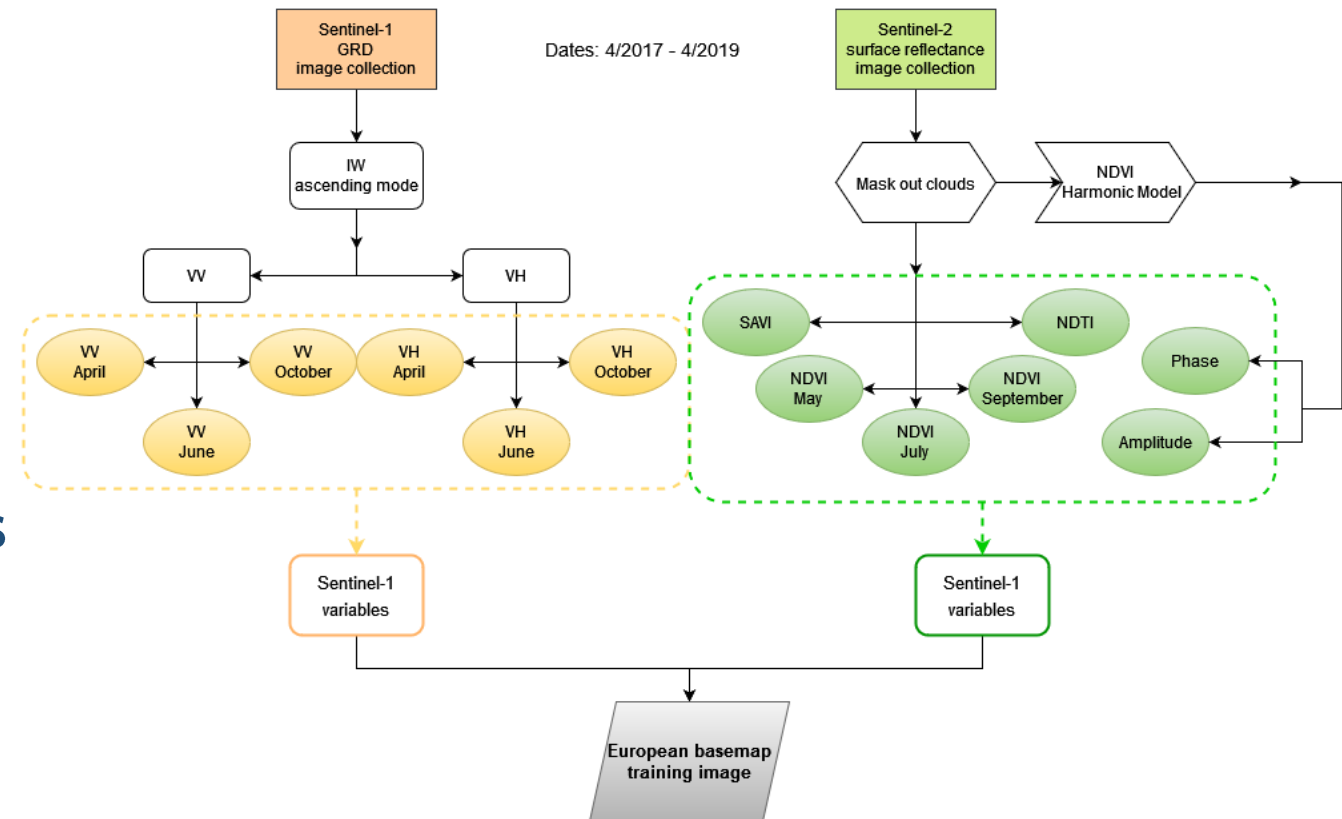 Sentinel-1
GRD
image collection
Dates: 4/2017 - 4/2019
Sentinel-2
surface reflectance
image collection
IW
ascending mode
Mask out clouds
NDVI
Harmonic Model
VV
VH
VV
April
VV
October
VH
April
VH
October
VV
June
VH
June
SAVI
NDTI
NDVI
May
NDVI
September
NDVI
July
Phase
Amplitude
s
Sentinel-1
variables
Sentinel-1
variables
European basemap
training image